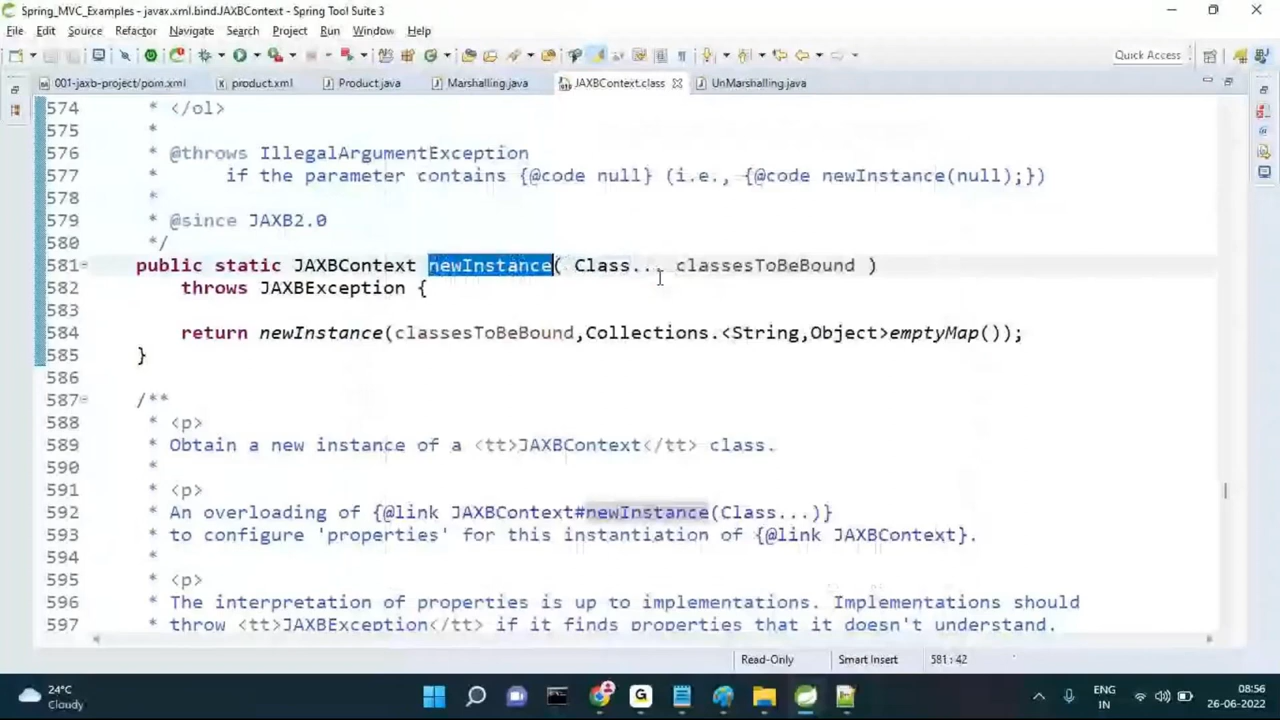 Spring_MVC_Examples - javax.xml.bind.JAXBContext - Spring Tool Suite 3
File Edit Source Refactor Navigate Search Project Run Window Help
Quick Access
001-jaxb-project/pom.xml product.xml Product.java Marshalling.java JAXBContext.class UnMarshalling.java
574 * </ol>
575 *
576 * @throws IllegalArgumentException
577 * if the parameter contains {@code null} (i.e., {@code newInstance(null);})
578 *
579 * @since JAXB2.0
580 */
581 public static JAXBContext newInstance( Class... classesToBeBound )
582 throws JAXBException {
583
584 return newInstance(classesToBeBound,Collections.<String,Object>emptyMap());
585 }
586
587 /**
588 * <p>
589 * Obtain a new instance of a <tt>JAXBContext</tt> class.
590 *
591 * <p>
592 * An overloading of {@link JAXBContext#newInstance(Class...)}
593 * to configure 'properties' for this instantiation of {@link JAXBContext}.
594 *
595 * <p>
596 * The interpretation of properties is up to implementations. Implementations should
597 * throw <tt>JAXBException</tt> if it finds properties that it doesn't understand.
Read-Only Smart Insert 581 : 42
24°C
Cloudy
ENG
IN
08:56
26-06-2022